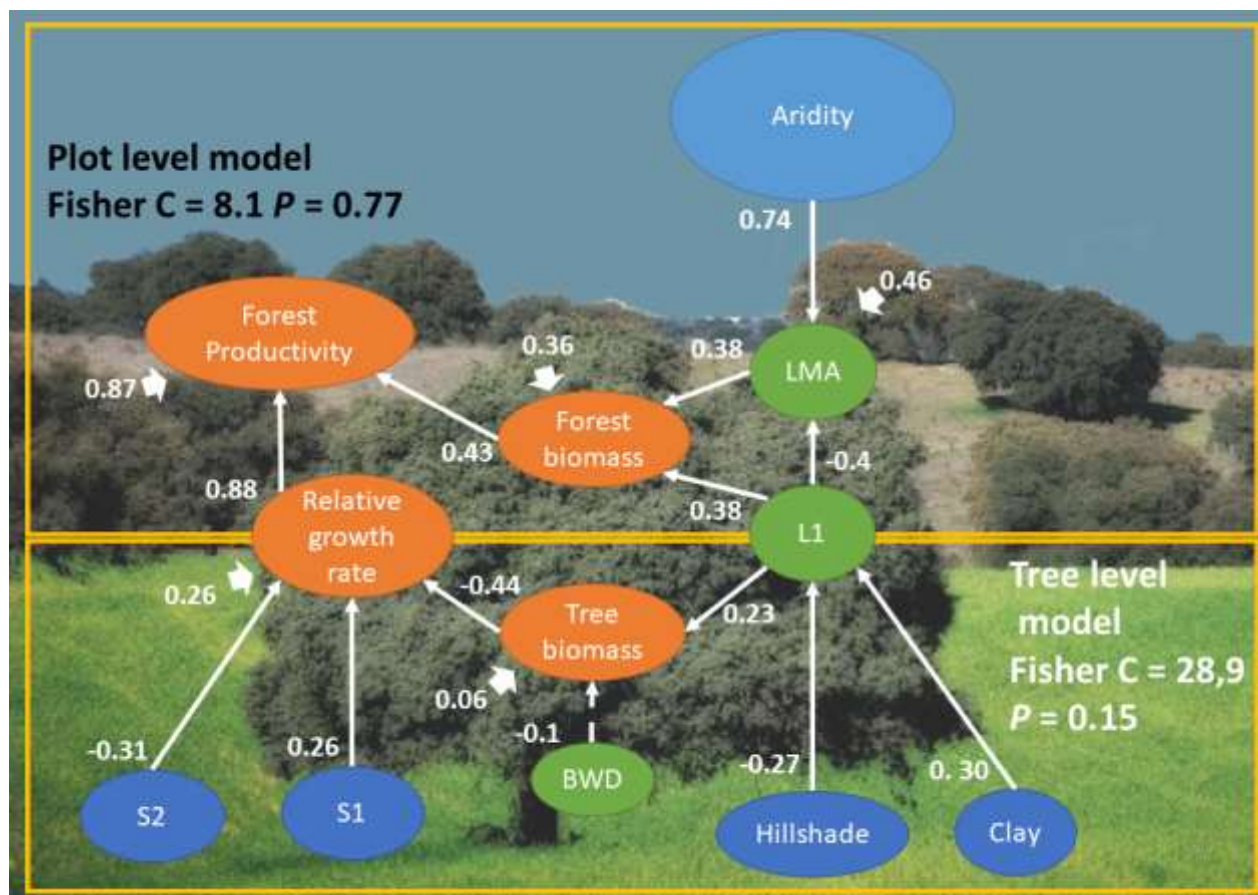 Aridity
Plot level model
Fisher C = 8.1 P = 0.77
0.74
0.46
Forest
Productivity
0.36
0.38
LMA
0.87
Forest
biomass
0.43
-0.4
0.88
Relative
growth
rate
0.38
L1
0.26
-0.44
Tree
biomass
0.23
Tree level
model
Fisher C = 28,9
P = 0.15
0.06
-0.31
0.26
-0.1
BWD
-0.27
0. 30
S2
S1
Hillshade
Clay